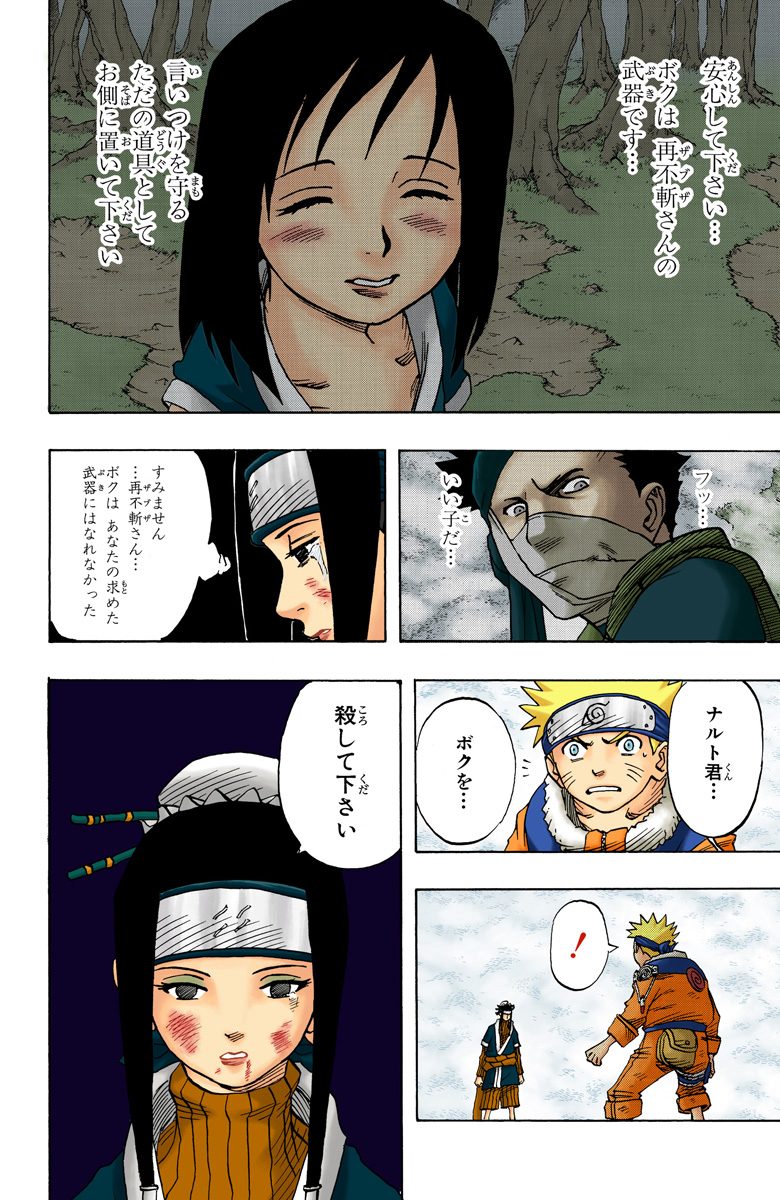 安心して下さい…
ボクは 再不斬さんの
武器です…
言いつけを守る
ただの道具として
お側に置いて下さい
フッ…
いい子だ…
すみません
…再不斬さん…
ボクは あなたの求めた
武器にはなれなかった
ナルト君…
ボクを…
殺して下さい
!